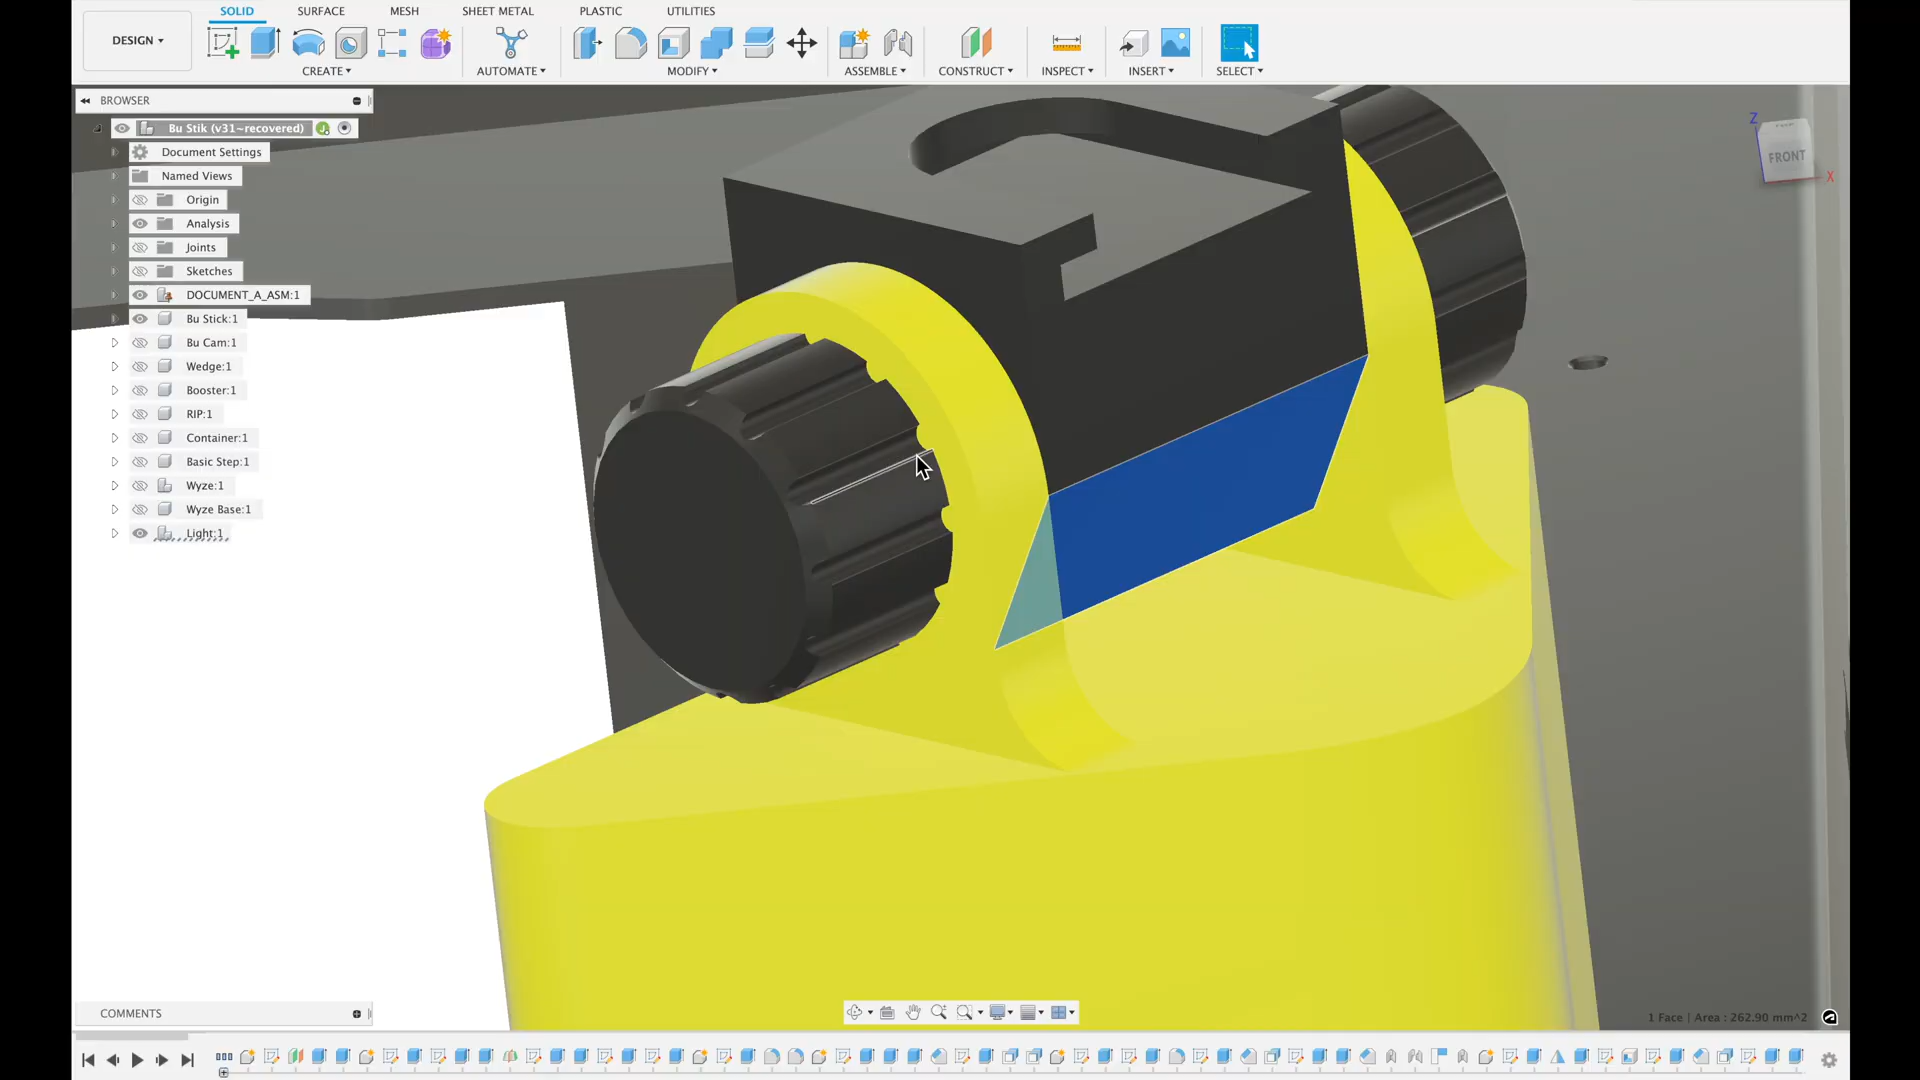 SOLID SURFACE MESH SHEET METAL PLASTIC UTILITIES
DESIGN
CREATE AUTOMATE MODIFY ASSEMBLE CONSTRUCT INSPECT INSERT SELECT
BROWSER
Bu Stik (v31~recovered)
Document Settings
Named Views
Origin
Analysis
Joints
Sketches
DOCUMENT_A_ASM:1
Bu Stick:1
Bu Cam:1
Wedge:1
Booster:1
RIP:1
Container:1
Basic Step:1
Wyze:1
Wyze Base:1
Light:1
Z
FRONT
X
COMMENTS
1 Face | Area : 262.90 mm^2